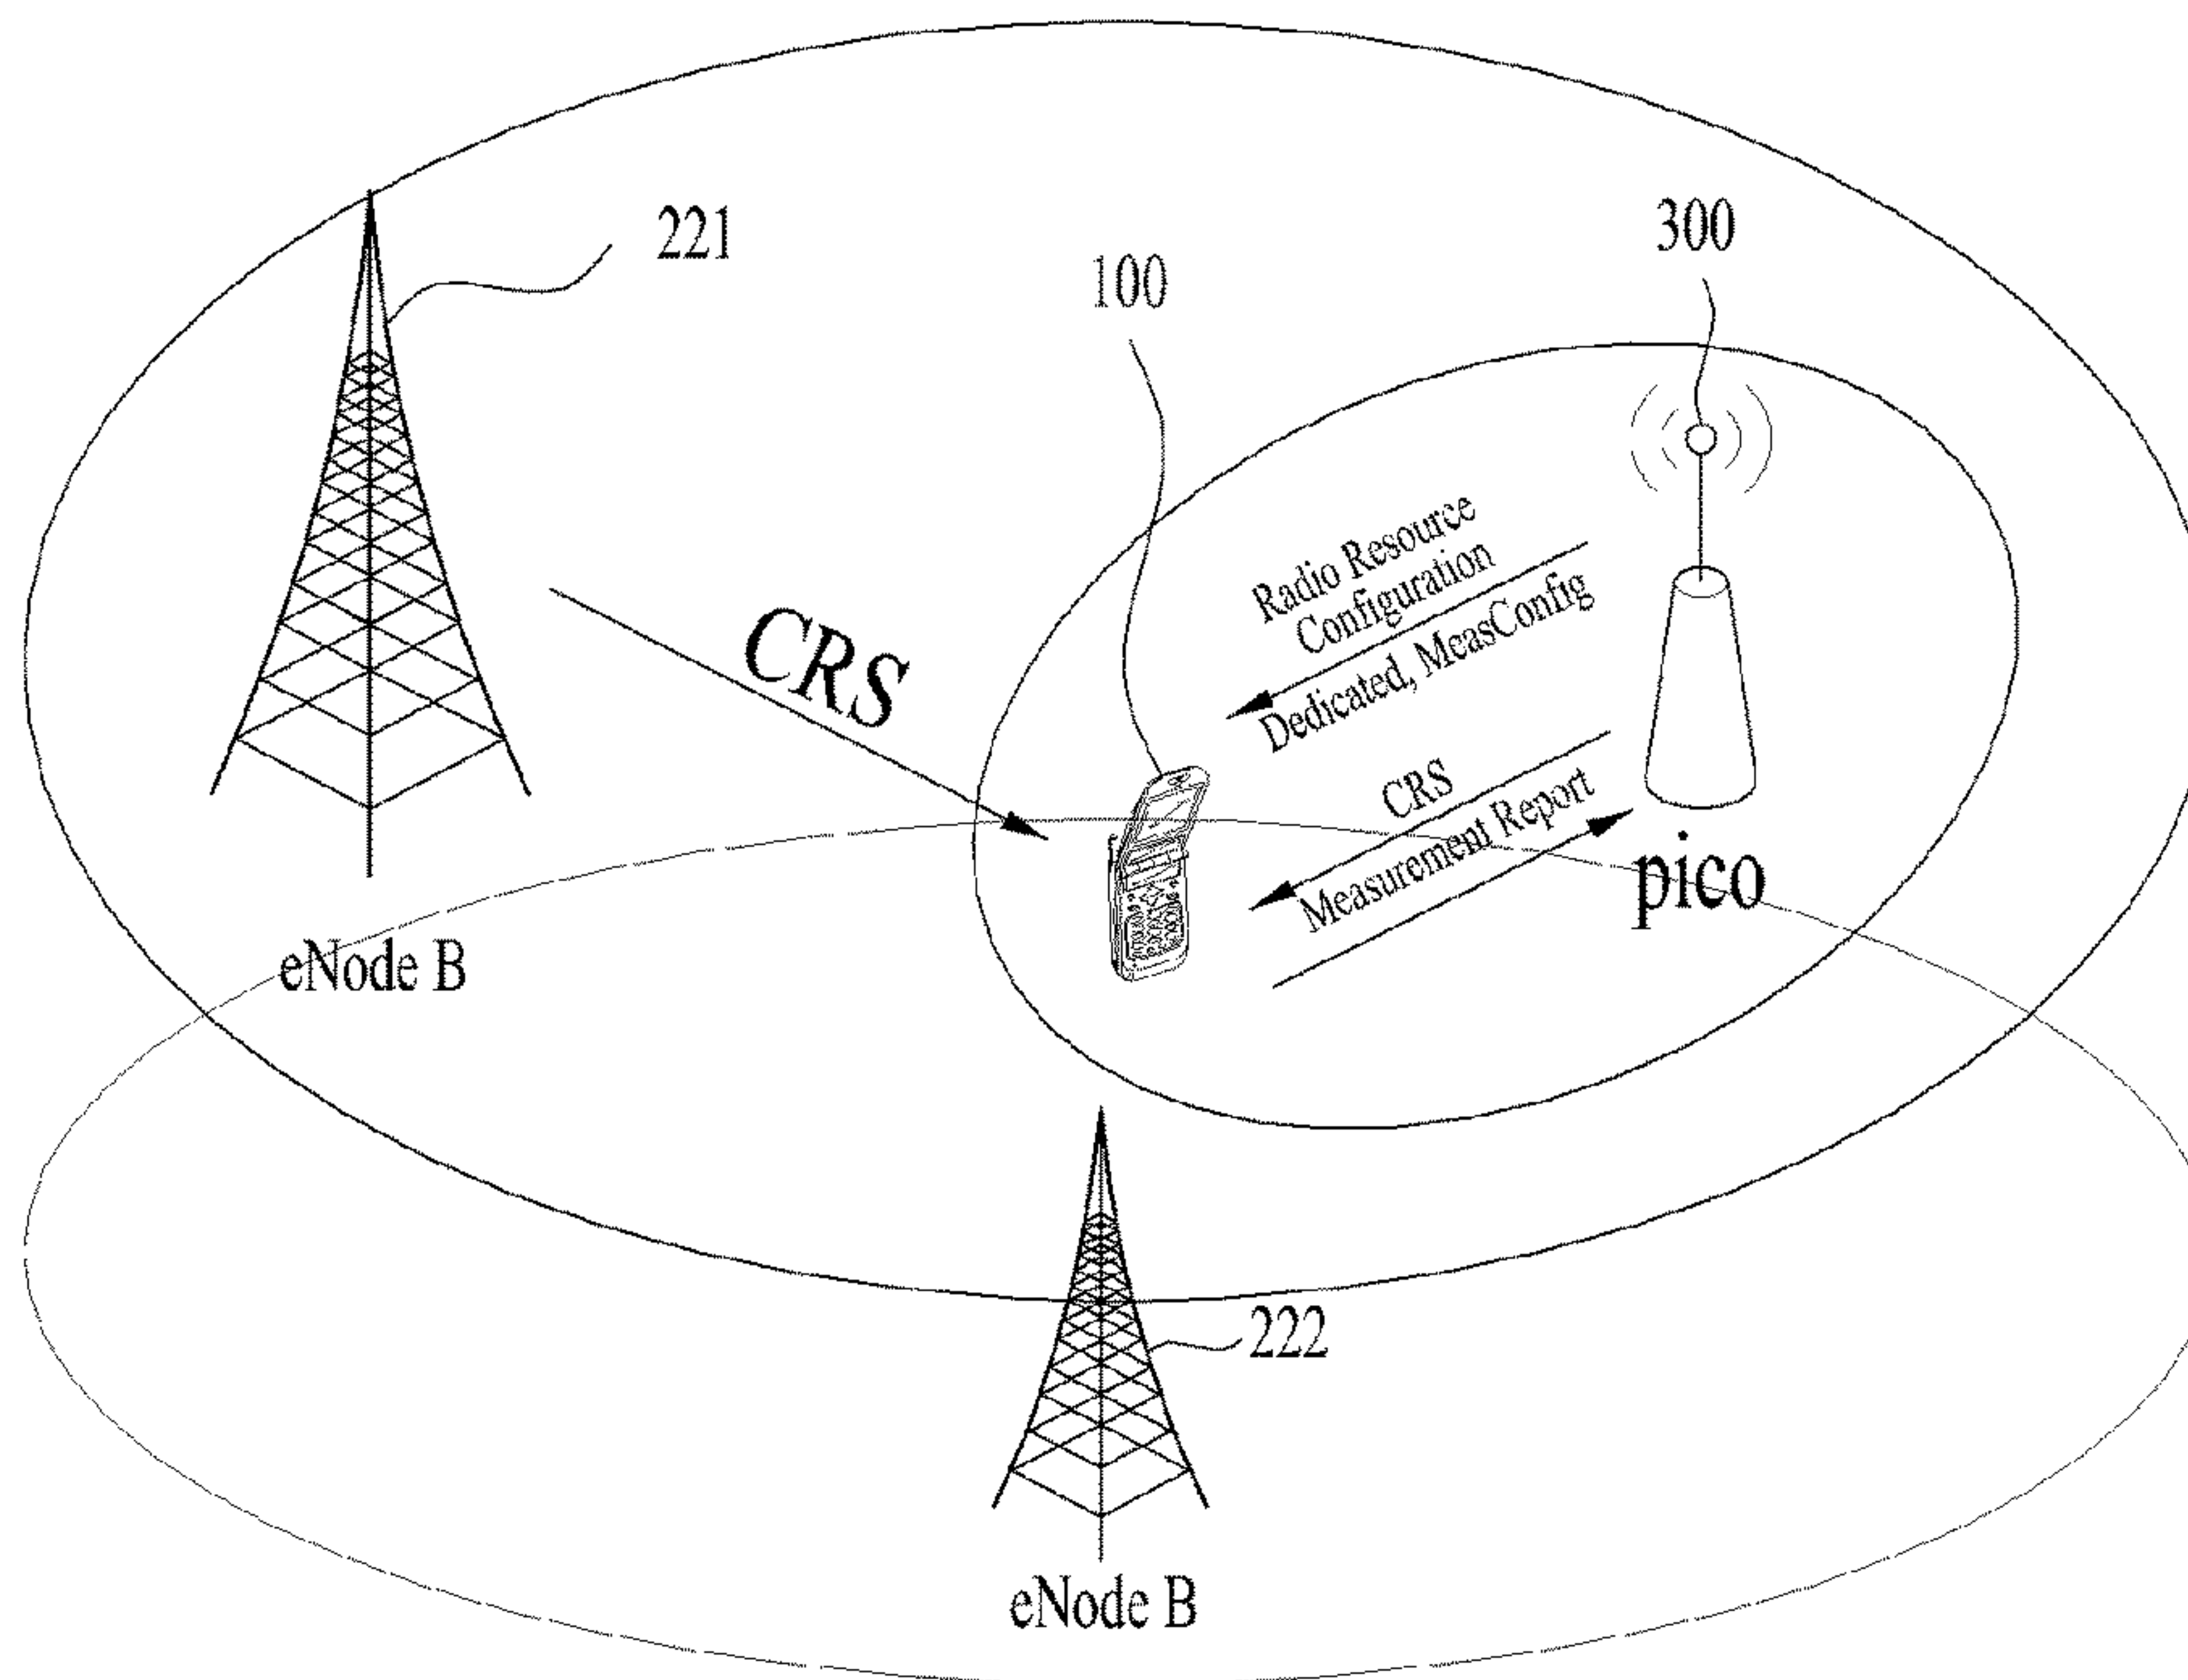 221
300
100
Radio Resource
Configuration
Dedicated, MeasConfig
CRS
CRS
Measurement Report
pico
eNode B
222
eNode B